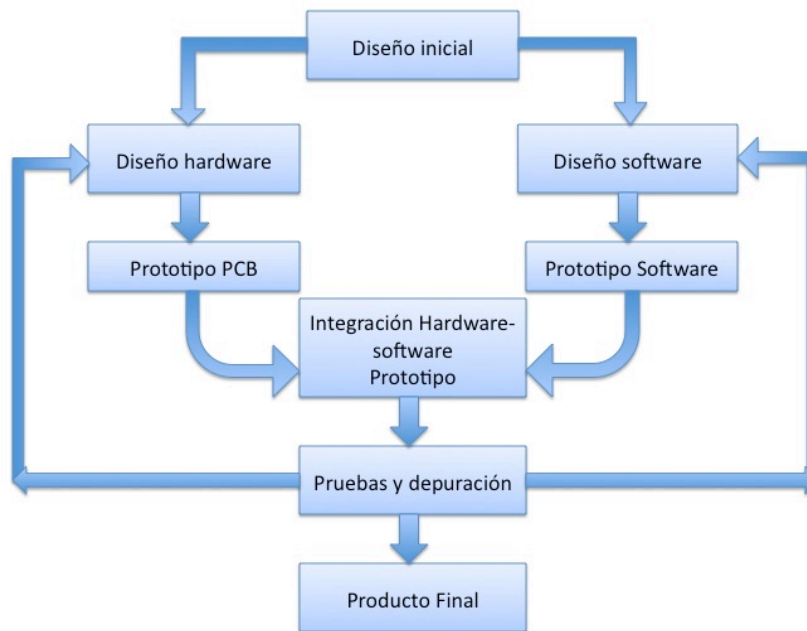 Diseño inicial
Diseño hardware
Diseño software
Prototipo PCB
Prototipo Software
Integración Hardware-
software
Prototipo
Pruebas y depuración
Producto Final